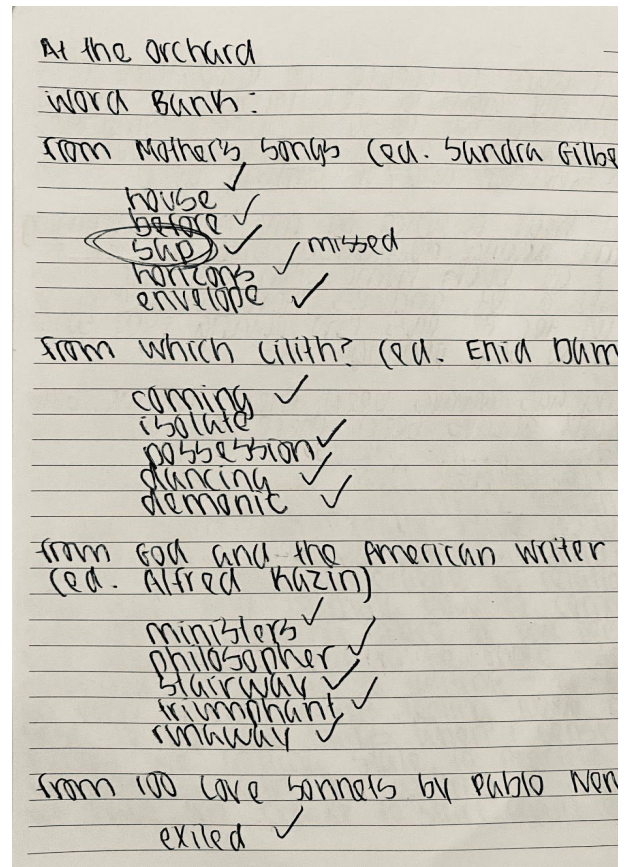 At the orchard
word Bank:
from Mother's Songs (ed. Sandra Gilbe
house ✓
before ✓
sup ✓
horizons ✓ missed
envelope ✓
from which Lilith? (ed. Enid Dam
coming ✓
isolate
possession ✓
dancing ✓
demonic ✓
from God and the American writer
(ed. Alfred Kazin)
ministers ✓
philosopher ✓
stairway ✓
triumphant ✓
runaway ✓
from 100 Love Sonnets by Pablo Ner
exiled ✓